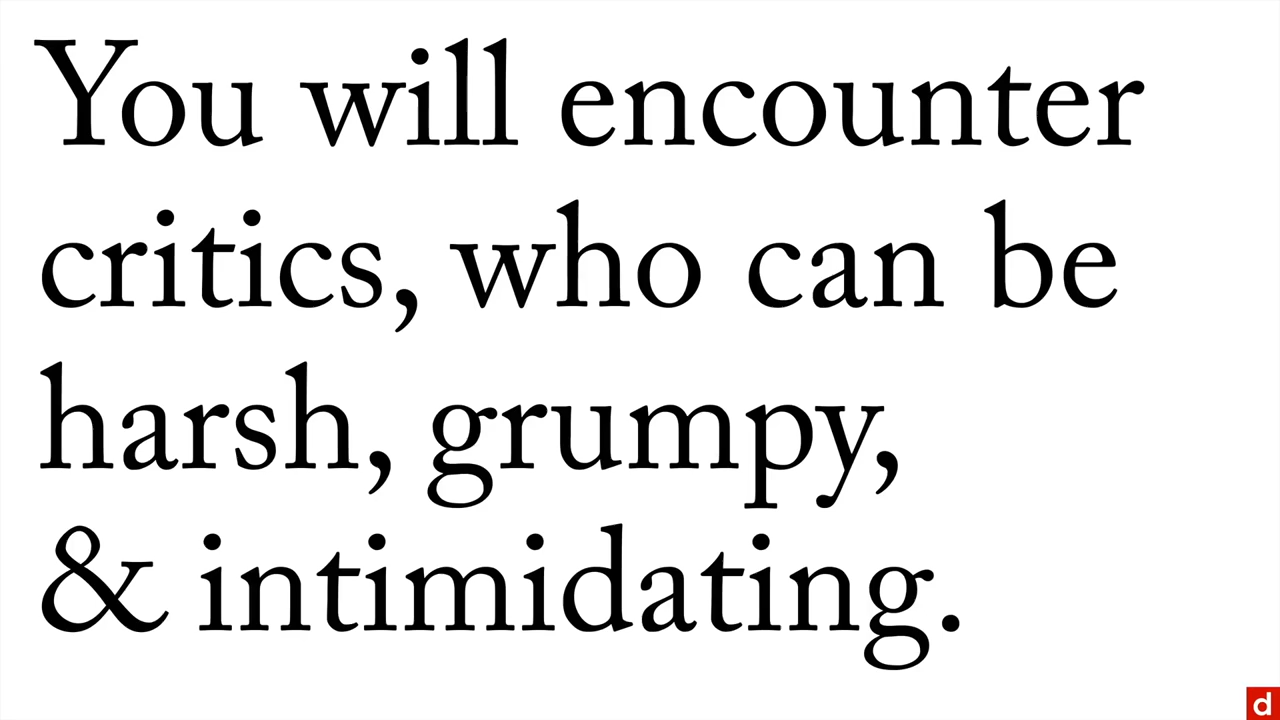 You will encounter
critics, who can be
harsh, grumpy,
& intimidating.
d